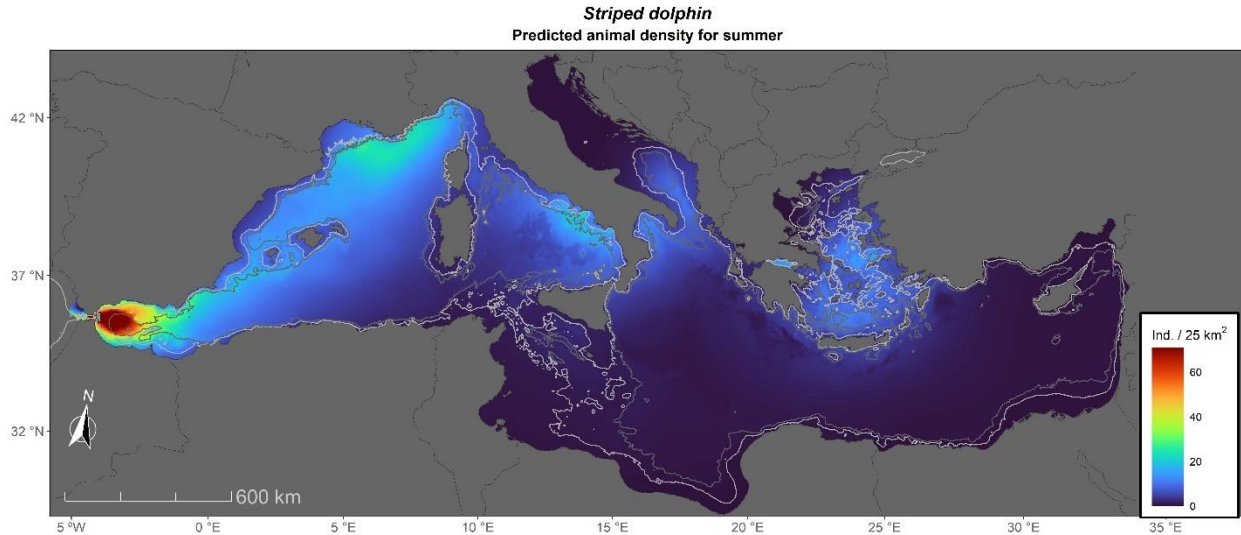 Striped dolphin
Predicted animal density for summer
42 °N
37 °N
32 °N
N
600 km
Ind. / 25 km²
60
40
20
0
5 °W
0 °E
5 °E
10 °E
15 °E
20 °E
25 °E
30 °E
35 °E